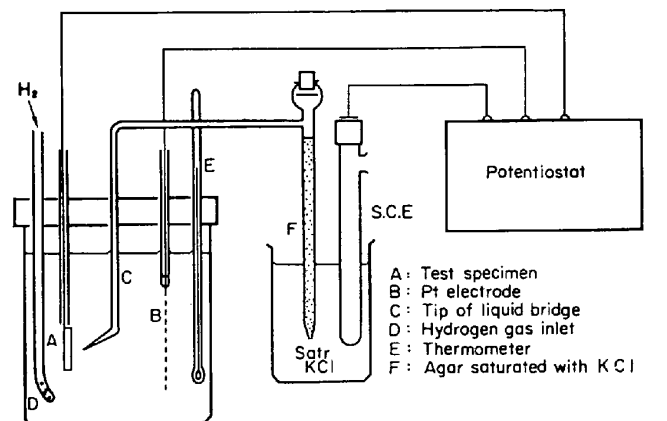 H₂
E
Potentiostat
S.C.E
F
C
B
A
D
Satr
KCl
A : Test specimen
B : Pt electrode
C : Tip of liquid bridge
D : Hydrogen gas inlet
E : Thermometer
F : Agar saturated with KCl